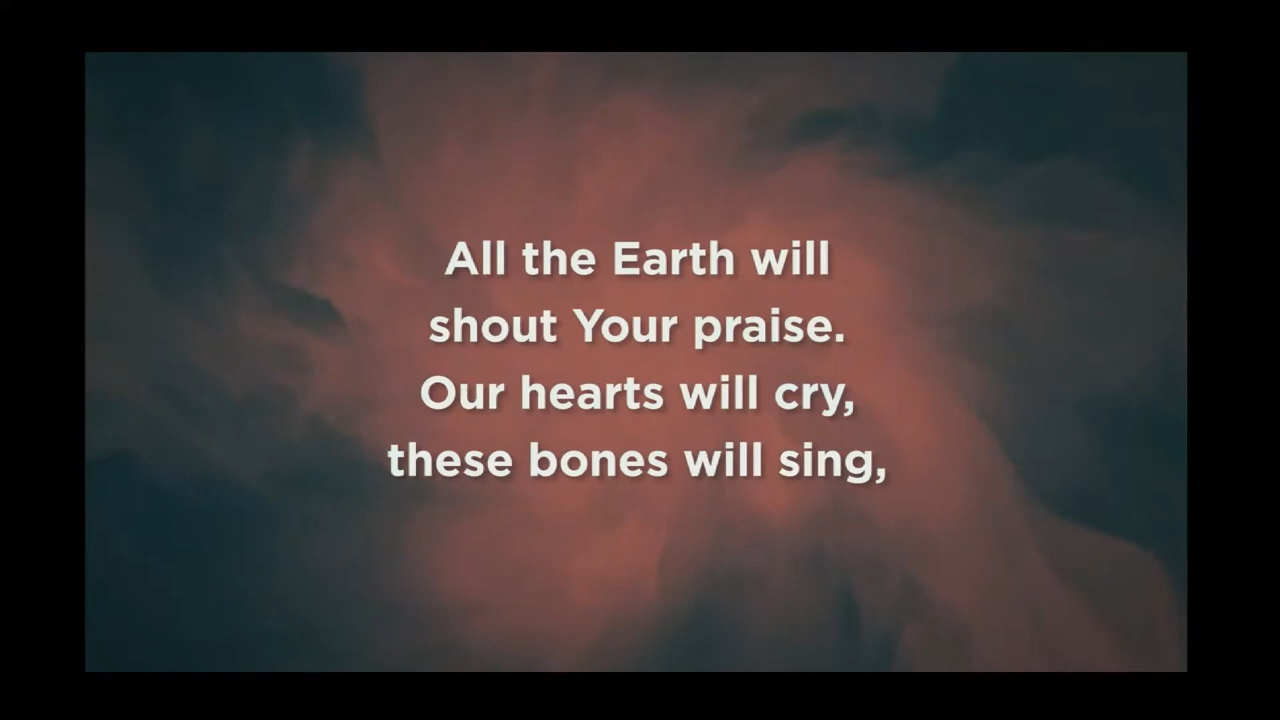 All the Earth will
shout Your praise.
Our hearts will cry,
these bones will sing,